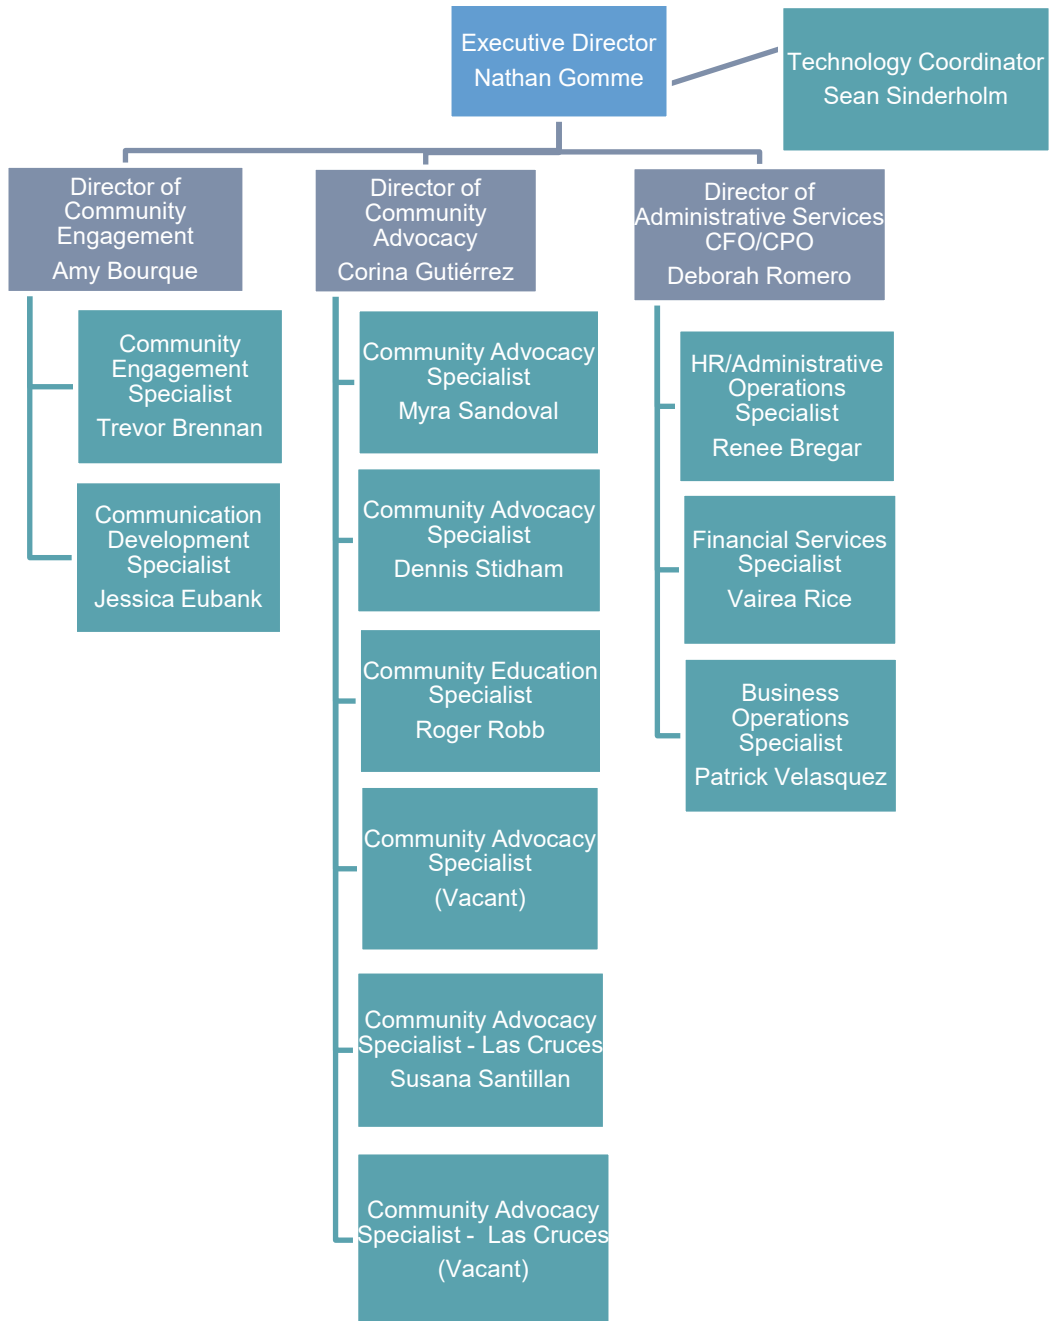 Executive Director
Nathan Gomme
Technology Coordinator
Sean Sinderholm
Director of
Community
Engagement
Amy Bourque
Community
Engagement
Specialist
Trevor Brennan
Communication
Development
Specialist
Jessica Eubank
Director of
Community
Advocacy
Corina Gutiérrez
Community Advocacy
Specialist
Myra Sandoval
Community Advocacy
Specialist
Dennis Stidham
Community Education
Specialist
Roger Robb
Community Advocacy
Specialist
(Vacant)
Community Advocacy
Specialist - Las Cruces
Susana Santillan
Community Advocacy
Specialist - Las Cruces
(Vacant)
Director of
Administrative Services
CFO/CPO
Deborah Romero
HR/Administrative
Operations
Specialist
Renee Bregar
Financial Services
Specialist
Vairea Rice
Business
Operations
Specialist
Patrick Velasquez